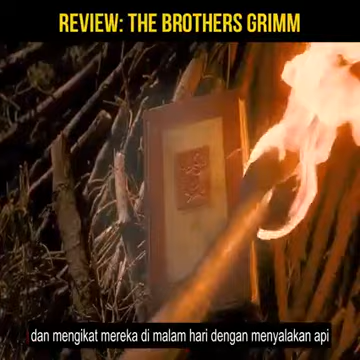 REVIEW: THE BROTHERS GRIMM
dan mengikat mereka di malam hari dengan menyalakan api